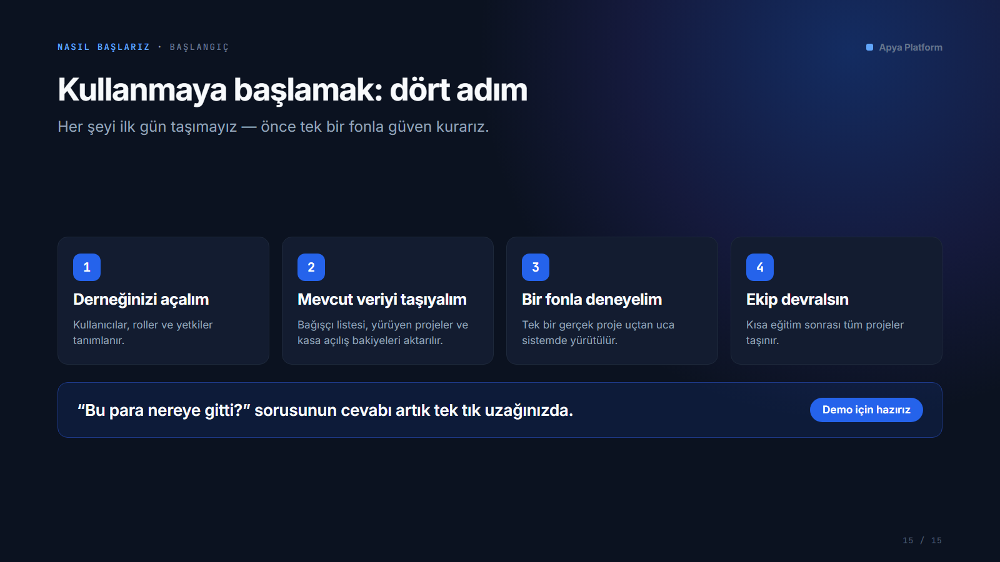 NASIL BAŞLARIZ · BAŞLANGIÇ
Apya Platform
Kullanmaya başlamak: dört adım
Her şeyi ilk gün taşımayız — önce tek bir fonla güven kurarız.
1
Derneğinizi açalım
Kullanıcılar, roller ve yetkiler
tanımlanır.
2
Mevcut veriyi taşıyalım
Bağışçı listesi, yürüyen projeler ve
kasa açılış bakiyeleri aktarılır.
3
Bir fonla deneyelim
Tek bir gerçek proje uçtan uca
sistemde yürütülür.
4
Ekip devralsın
Kısa eğitim sonrası tüm projeler
taşınır.
“Bu para nereye gitti?” sorusunun cevabı artık tek tık uzağınızda.
Demo için hazırız
15 / 15